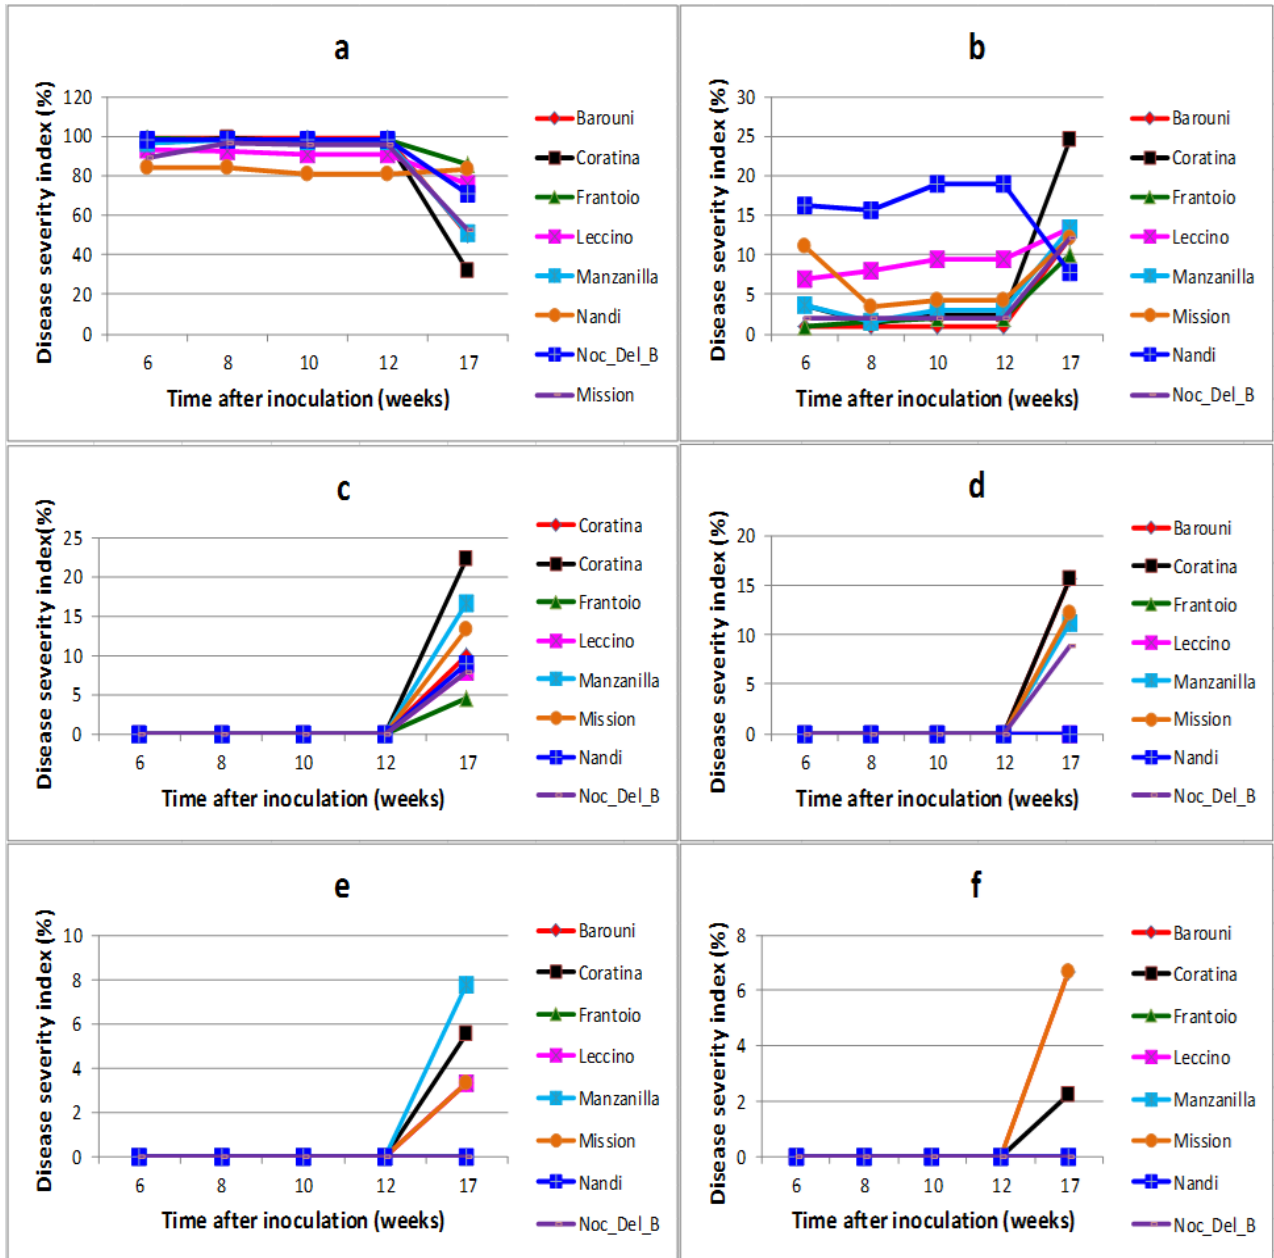 a
Disease severity index (%)
120
100
80
60
40
20
0
6 8 10 12 17
Time after inoculation (weeks)
Barouni
Coratina
Frantoio
Leccino
Manzanilla
Nandi
Noc_Del_B
Mission
b
Disease severity index (%)
30
25
20
15
10
5
0
6 8 10 12 17
Time after inoculation (weeks)
Barouni
Coratina
Frantoio
Leccino
Manzanilla
Mission
Nandi
Noc_Del_B
c
Disease seveerity index(%)
25
20
15
10
5
0
6 8 10 12 17
Time after inoculation (weeks)
Coratina
Coratina
Frantoio
Leccino
Manzanilla
Mission
Nandi
Noc_Del_B
d
Disease severity index (%)
20
15
10
5
0
6 8 10 12 17
Time after inoculation (weeks)
Barouni
Coratina
Frantoio
Leccino
Manzanilla
Mission
Nandi
Noc_Del_B
e
Disease severity index (%)
10
8
6
4
2
0
6 8 10 12 17
Time after inoculation (weeks)
Barouni
Coratina
Frantoio
Leccino
Manzanilla
Mission
Nandi
Noc_Del_B
f
Disease severity index (%)
8
6
4
2
0
6 8 10 12 17
Time after inoculation (weeks)
Barouni
Coratina
Frantoio
Leccino
Manzanilla
Mission
Nandi
Noc_Del_B